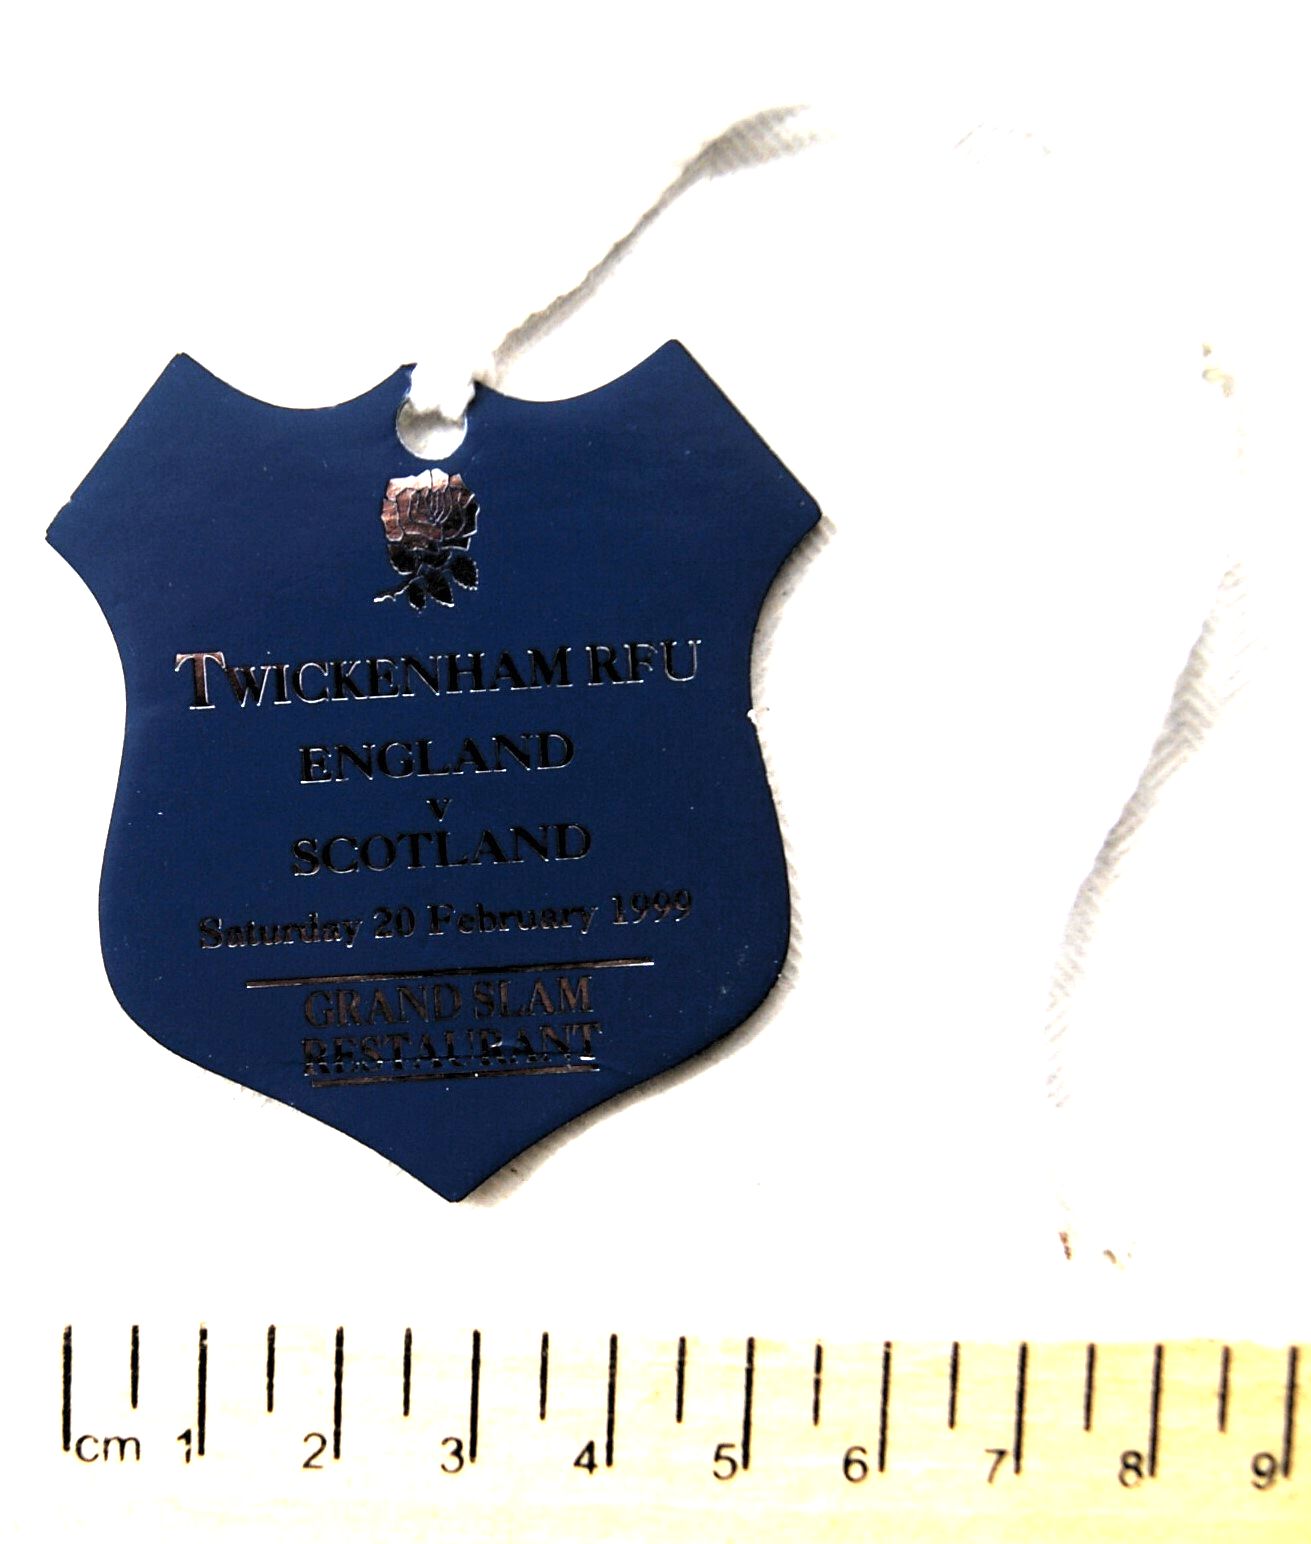 TWICKENHAM RFU
ENGLAND
v
SCOTLAND
Saturday 20 February 1999
GRAND SLAM
RESTAURANT
cm 1 2 3 4 5 6 7 8 9